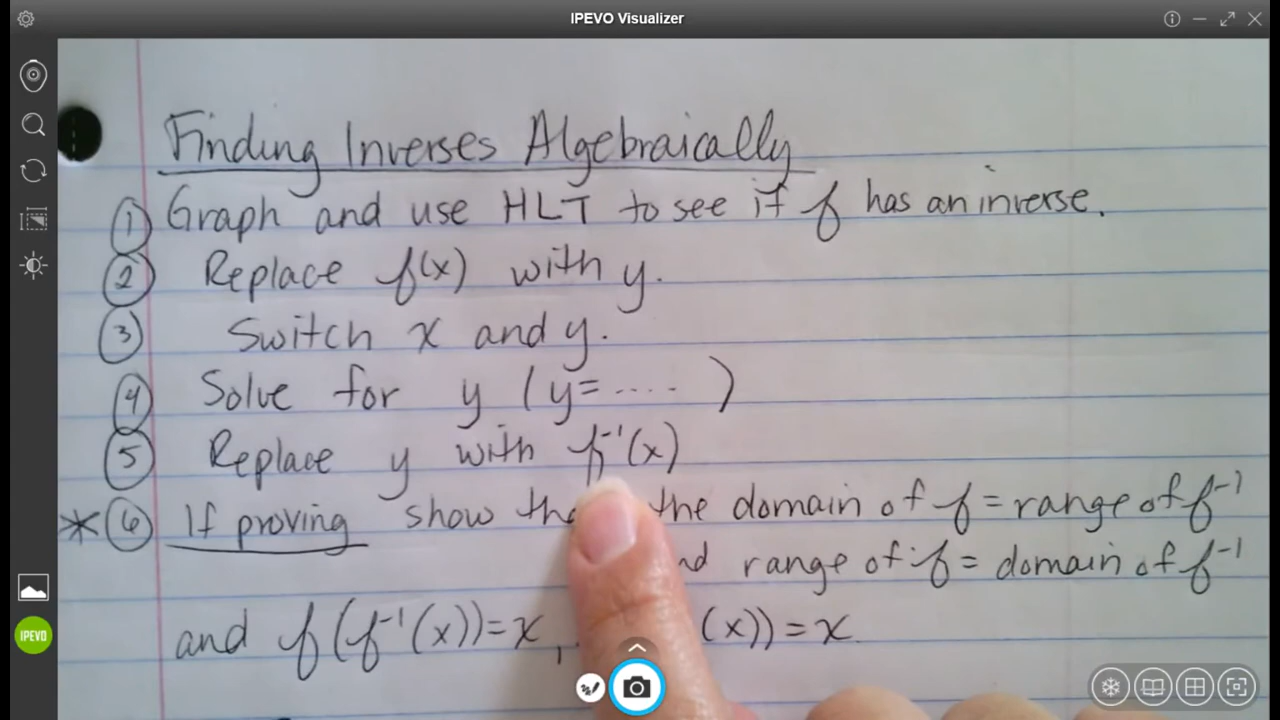 IPEVO Visualizer
Finding Inverses Algebraically
① Graph and use HLT to see if f has an inverse.
② Replace f(x) with y.
③ Switch x and y.
④ Solve for y (y=....)
⑤ Replace y with f⁻¹(x)
* ⑥ If proving show the domain of f = range of f⁻¹
range of f = domain of f⁻¹
and f(f⁻¹(x))=x, (x))=x.
IPEVO